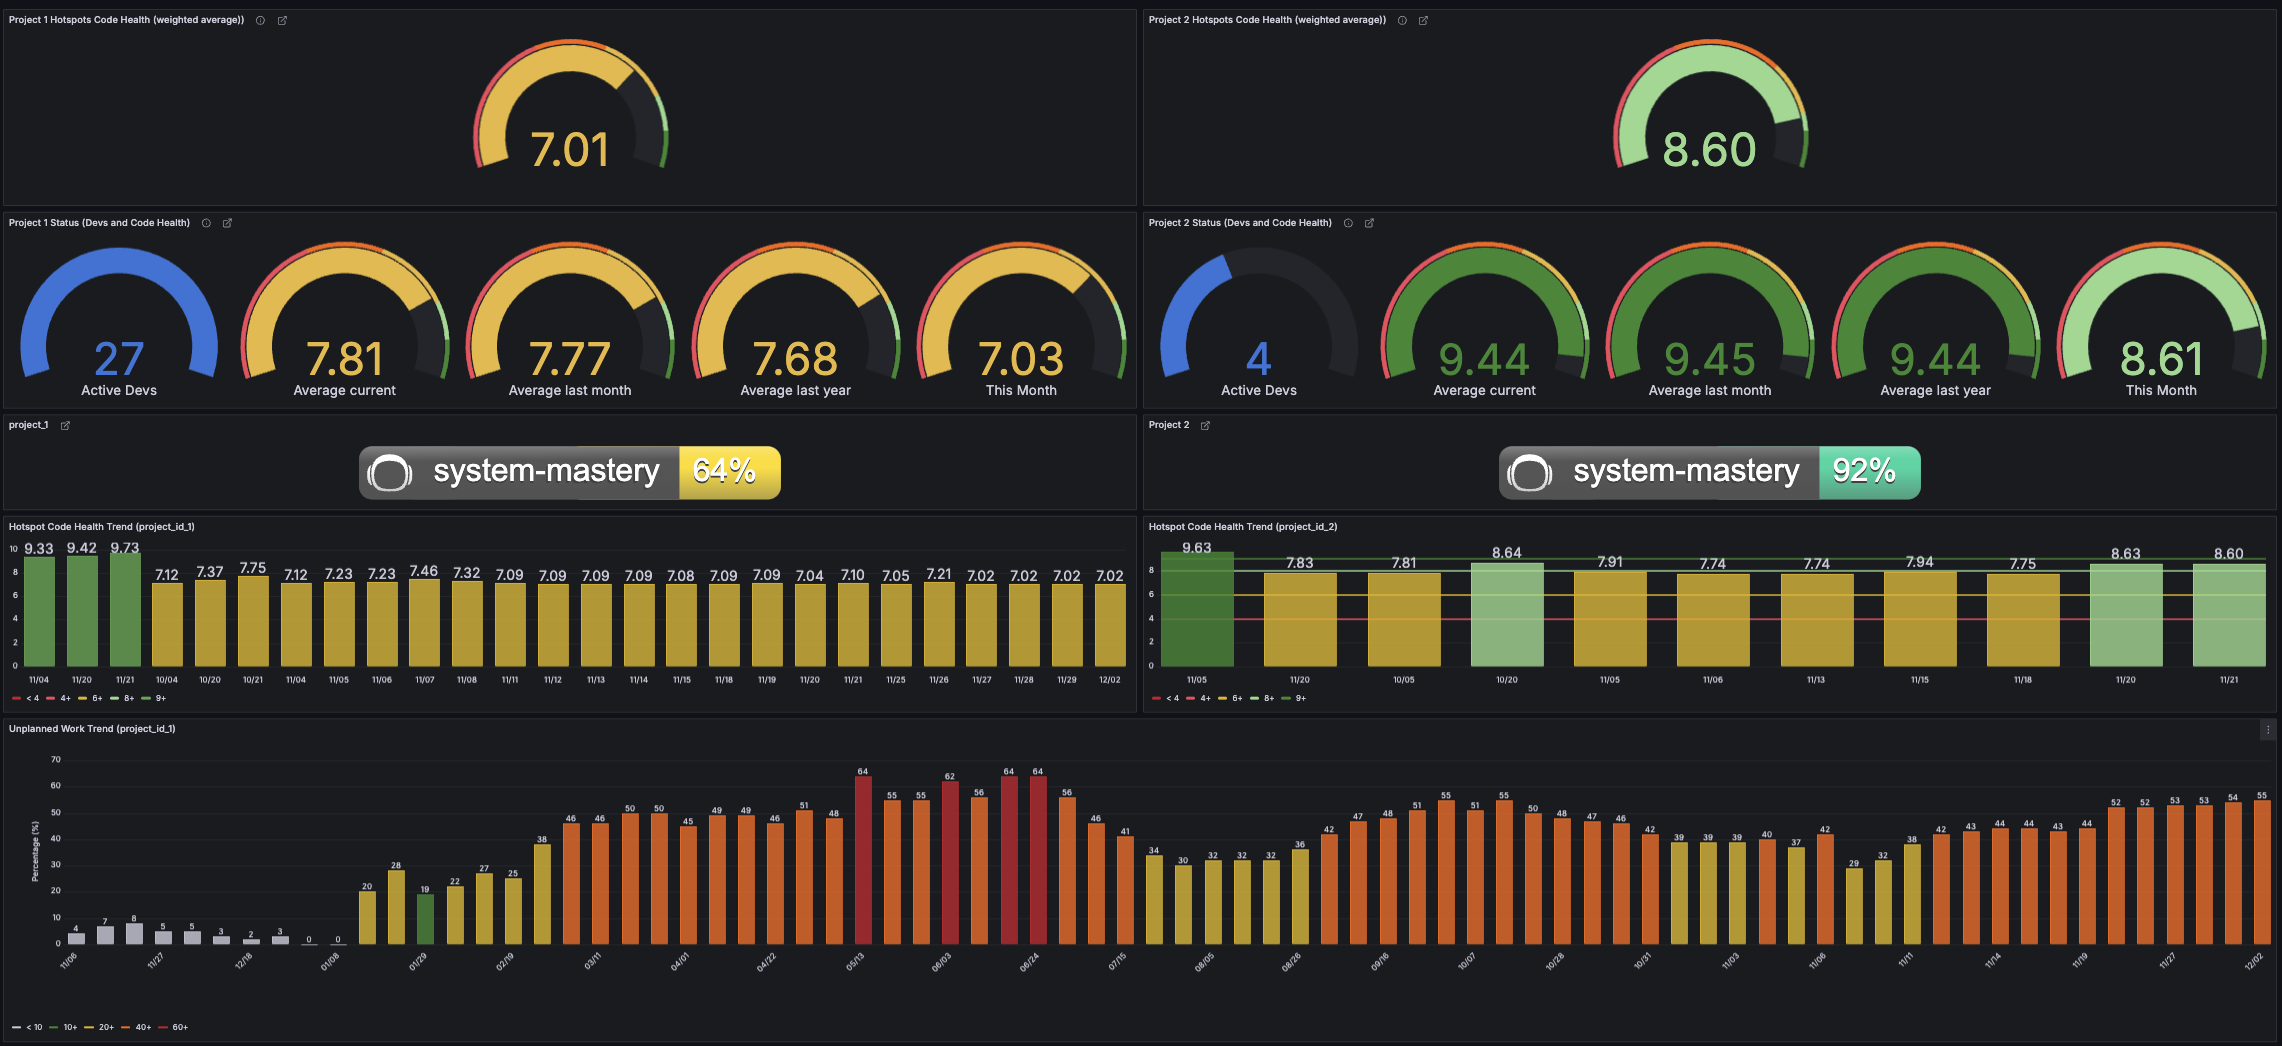 Project 1 Hotspots Code Health (weighted average))
7.01
Project 2 Hotspots Code Health (weighted average))
8.60
Project 1 Status (Devs and Code Health)
27 7.81 7.77 7.68 7.03
Active Devs Average current Average last month Average last year This Month
Project 2 Status (Devs and Code Health)
4 9.44 9.45 9.44 8.61
Active Devs Average current Average last month Average last year This Month
project_1
system-mastery 64%
Project 2
system-mastery 92%
Hotspot Code Health Trend (project_id_1)
9.33 9.42 9.73 7.12 7.37 7.75 7.12 7.23 7.23 7.46 7.32 7.09 7.09 7.09 7.09 7.08 7.09 7.09 7.04 7.10 7.05 7.21 7.02 7.02 7.02 7.02
10
8
6
4
2
0
11/04 11/20 11/21 10/04 10/20 10/21 11/04 11/05 11/06 11/07 11/08 11/11 11/12 11/13 11/14 11/15 11/18 11/19 11/20 11/21 11/25 11/26 11/27 11/28 11/29 12/02
< 4 4+ 6+ 8+ 9+
Hotspot Code Health Trend (project_id_2)
9.63 7.83 7.81 8.64 7.91 7.74 7.74 7.94 7.75 8.63 8.60
8
6
4
2
0
11/05 11/20 10/05 10/20 11/05 11/06 11/13 11/15 11/18 11/20 11/21
< 4 4+ 6+ 8+ 9+
Unplanned Work Trend (project_id_1)
Percentage (%)
70
60
50
40
30
20
10
0
4 7 8 5 5 3 2 3 0 0 20 28 19 22 27 25 38 46 46 50 50 45 49 49 46 51 48 64 55 55 62 56 64 64 56 46 41 34 30 32 32 32 36 42 47 48 51 55 51 55 50 48 47 46 42 39 39 39 40 37 42 29 32 38 42 43 44 44 43 44 52 52 53 53 54 55
11/06 11/27 12/18 01/08 01/29 02/19 03/11 04/01 04/22 05/13 06/03 06/24 07/15 08/05 08/26 09/16 10/07 10/28 10/31 11/03 11/06 11/11 11/14 11/19 11/27 12/02
< 10 10+ 20+ 40+ 60+